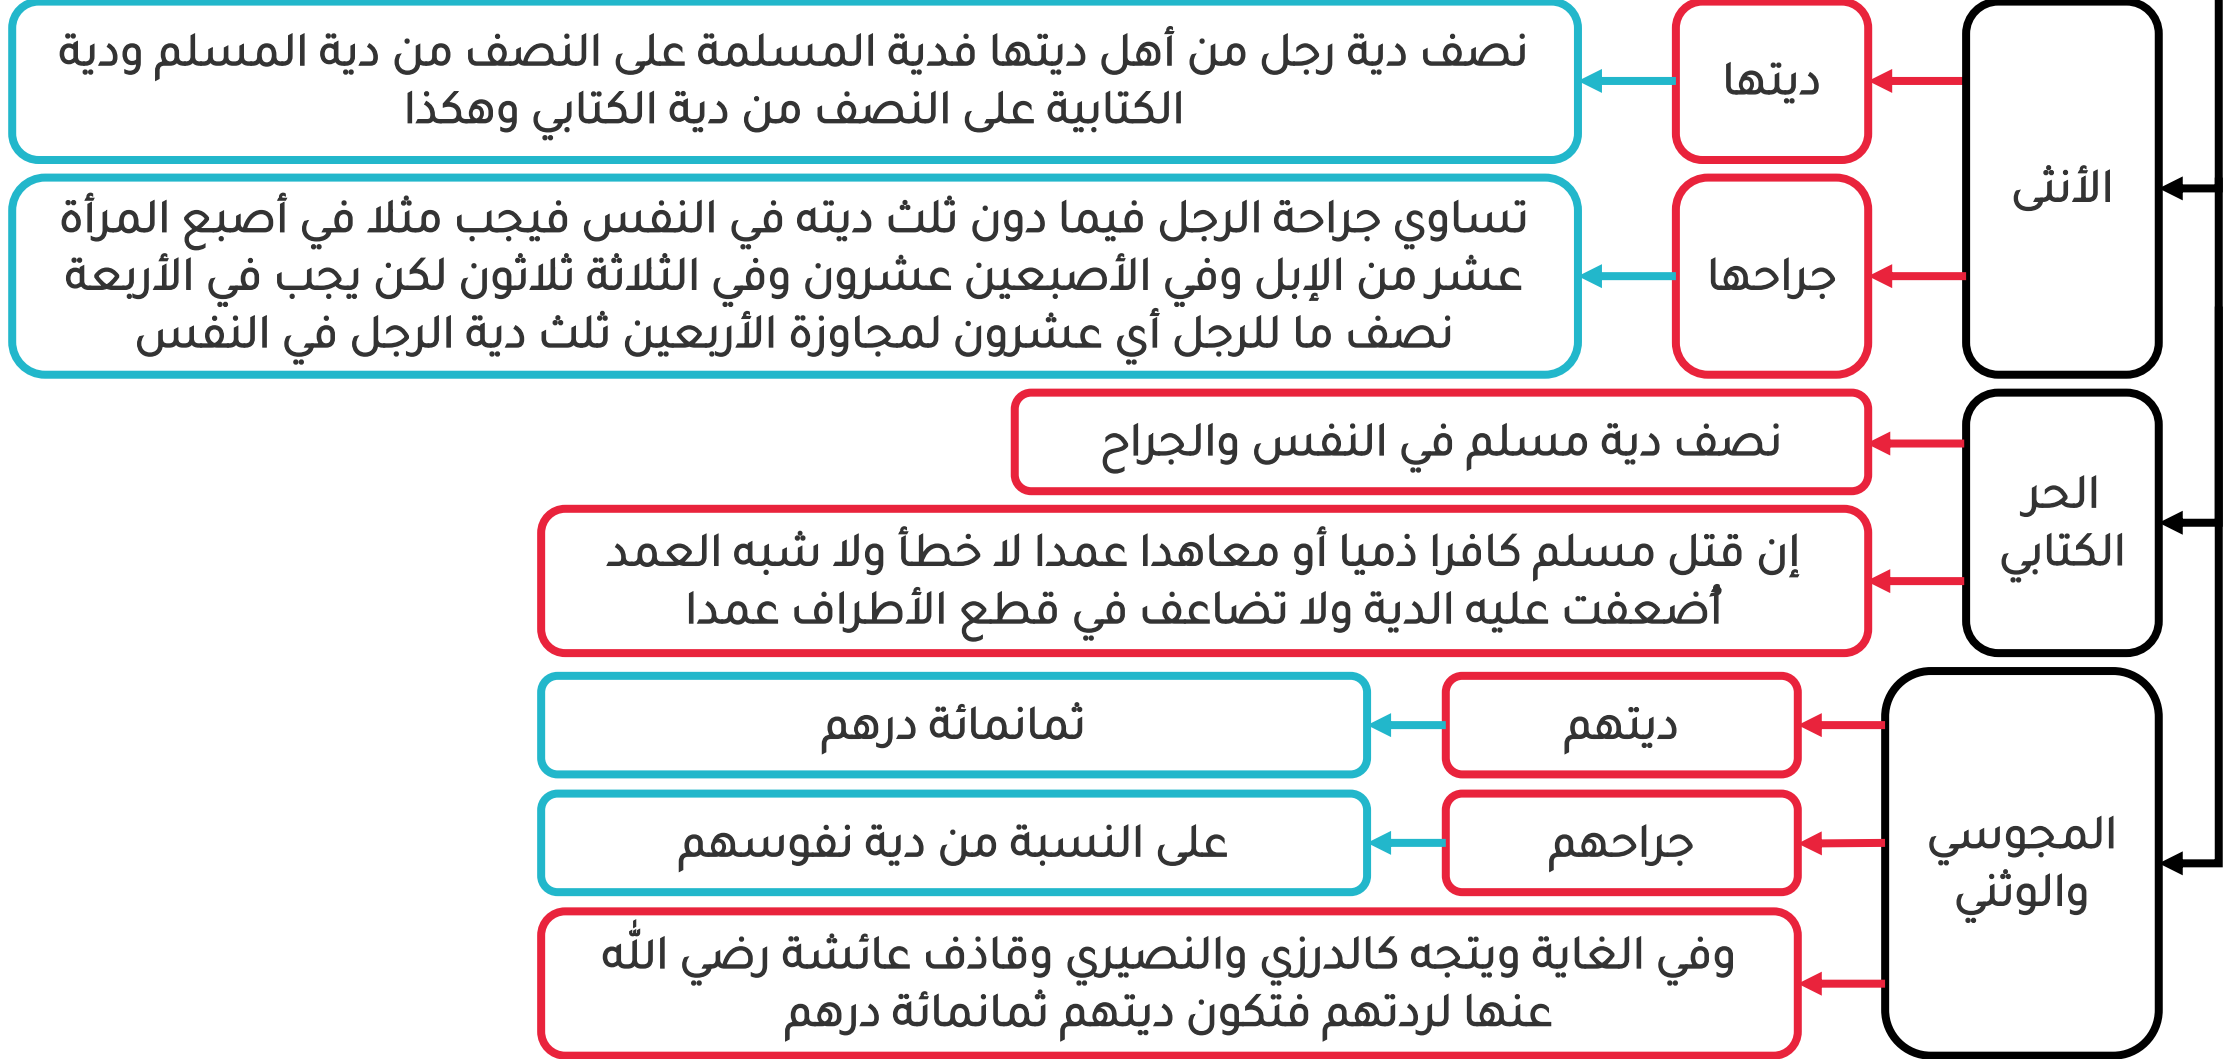 الأنثى
ديتها
نصف دية رجل من أهل ديتها فدية المسلمة على النصف من دية المسلم ودية
الكتابية على النصف من دية الكتابي وهكذا
جراحها
تساوي جراحة الرجل فيما دون ثلث ديته في النفس فيجب مثلا في أصبع المرأة
عشر من الإبل وفي الأصبعين عشرون وفي الثلاثة ثلاثون لكن يجب في الأربعة
نصف ما للرجل أي عشرون لمجاوزة الأربعين ثلث دية الرجل في النفس
الحر
الكتابي
نصف دية مسلم في النفس والجراح
إن قتل مسلم كافرا ذميا أو معاهدا عمدا لا خطأ ولا شبه العمد
أُضعفت عليه الدية ولا تضاعف في قطع الأطراف عمدا
المجوسي
والوثني
ديتهم
ثمانمائة درهم
جراحهم
على النسبة من دية نفوسهم
وفي الغاية ويتجه كالدرزي والنصيري وقاذف عائشة رضي الله
عنها لردتهم فتكون ديتهم ثمانمائة درهم